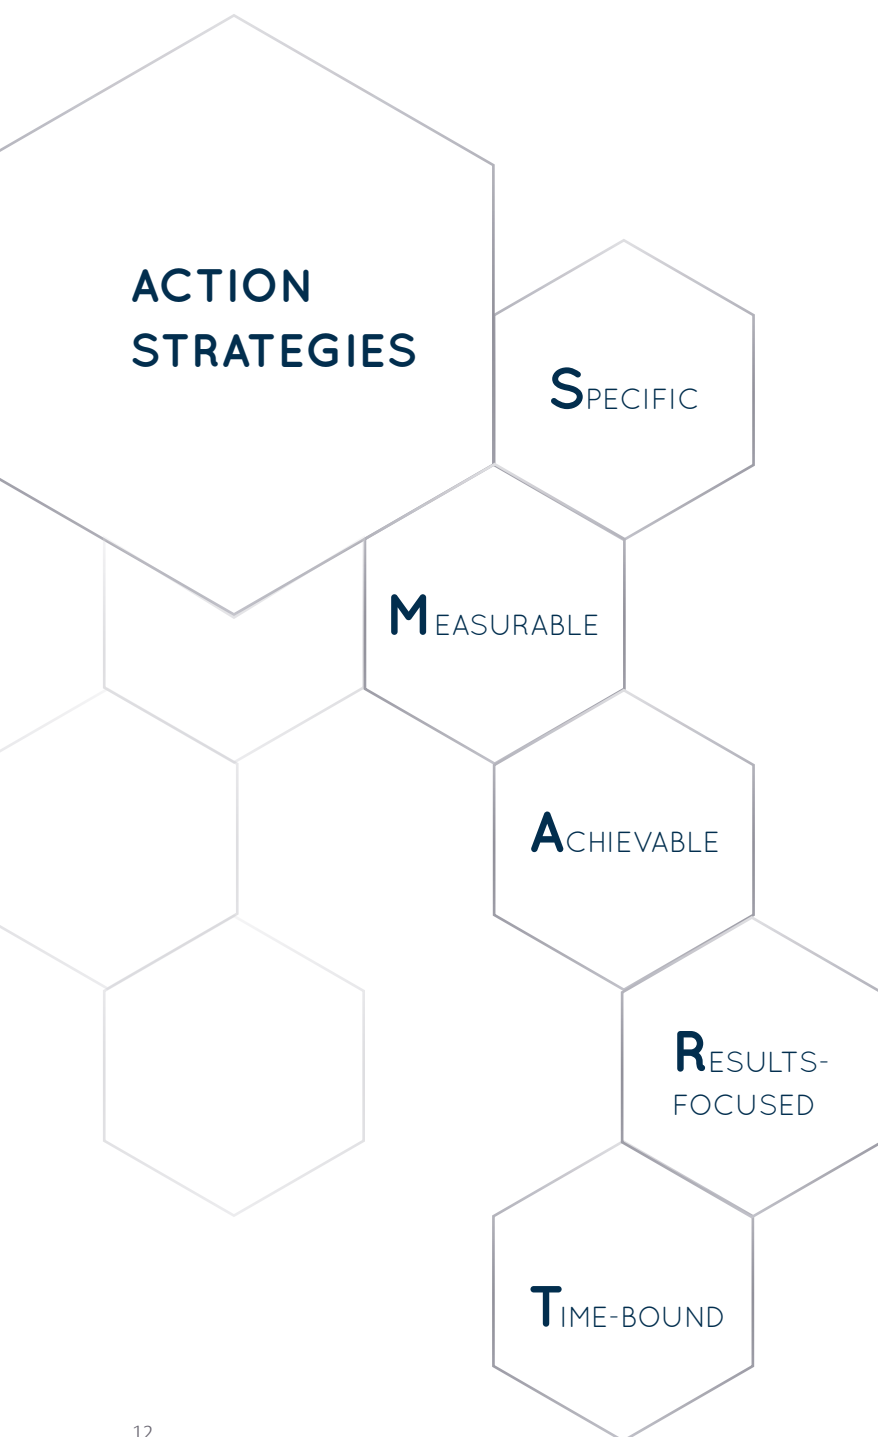 ACTION
STRATEGIES
SPECIFIC
MEASURABLE
ACHIEVABLE
RESULTS-
FOCUSED
TIME-BOUND
12